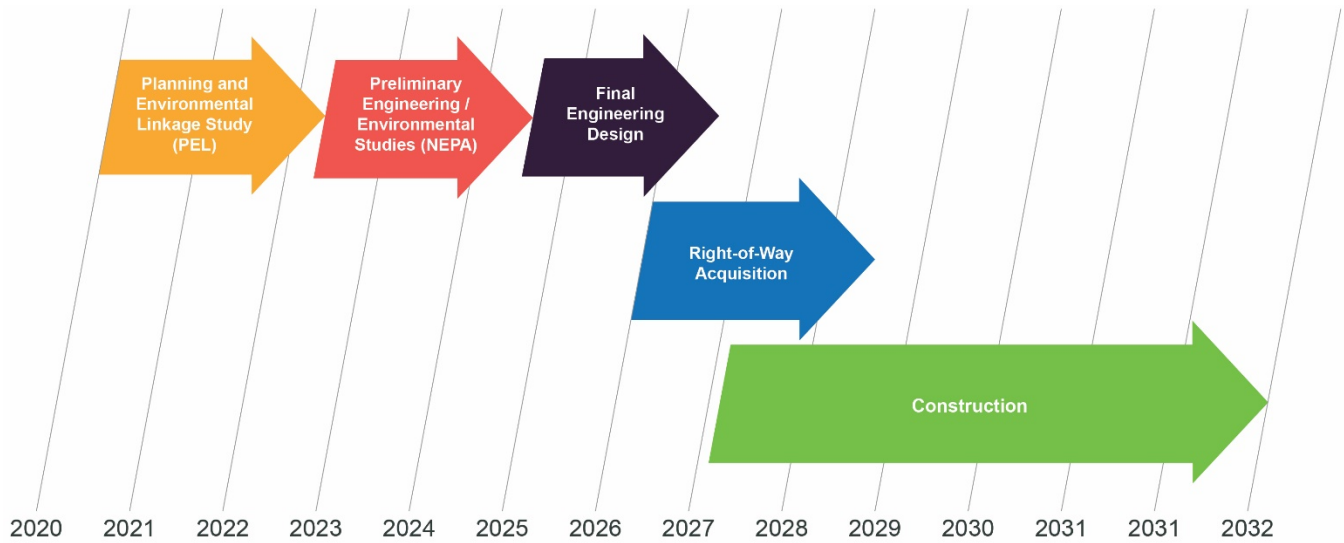 Planning and
Environmental
Linkage Study
(PEL)
Preliminary
Engineering /
Environmental
Studies (NEPA)
Final
Engineering
Design
Right-of-Way
Acquisition
Construction
2020 2021 2022 2023 2024 2025 2026 2027 2028 2029 2030 2031 2031 2032